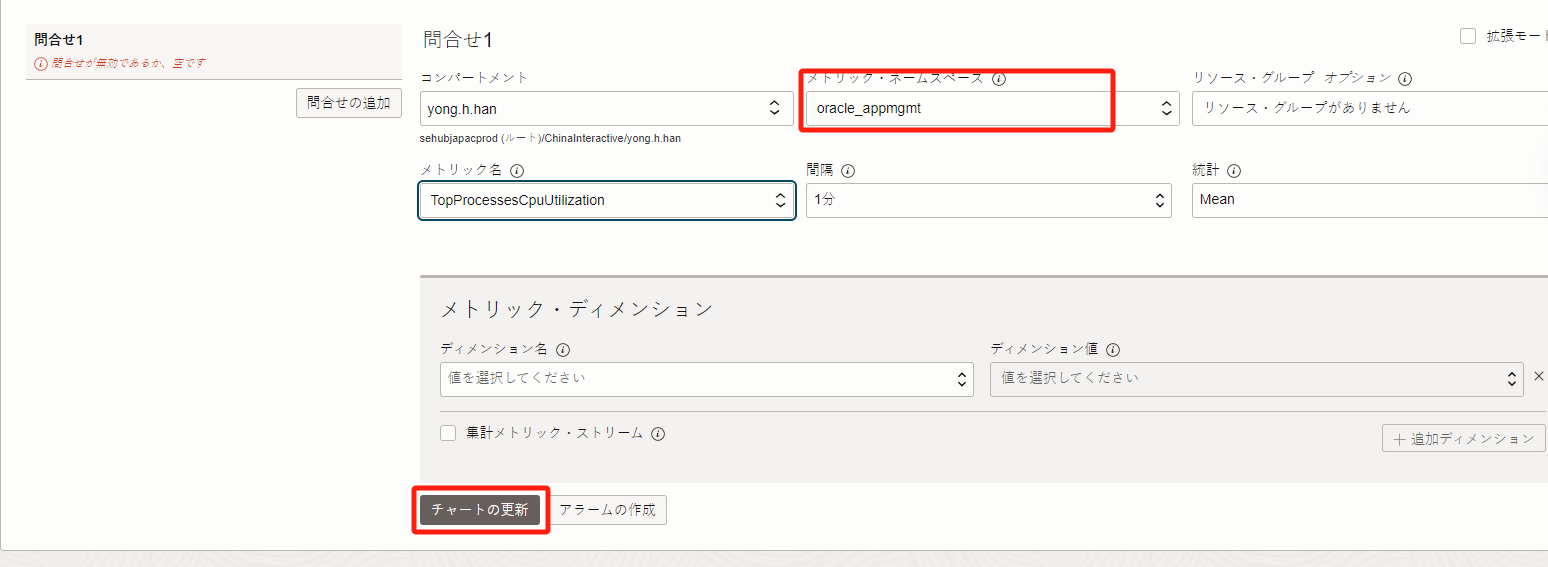 問合せ1
問合せが無効であるか、空です
問合せの追加
問合せ1
拡張モード
コンパートメント
yong.h.han
sehubjapacprod (ルート)/ChinaInteractive/yong.h.han
メトリック・ネームスペース
oracle_appmgmt
リソース・グループ オプション
リソース・グループがありません
メトリック名
TopProcessesCpuUtilization
間隔
1分
統計
Mean
メトリック・ディメンション
ディメンション名
値を選択してください
ディメンション値
値を選択してください
集計メトリック・ストリーム
+ 追加ディメンション
チャートの更新
アラームの作成